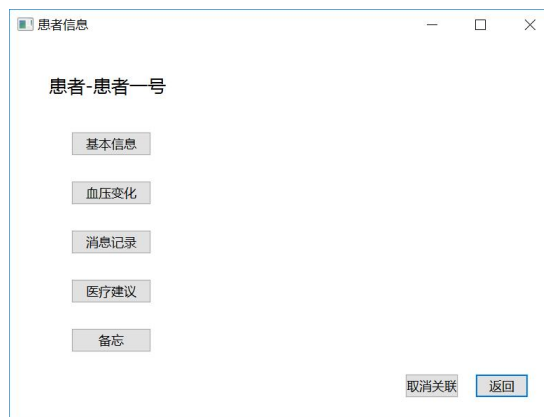 患者信息
患者-患者一号
基本信息
血压变化
消息记录
医疗建议
备忘
取消关联 返回